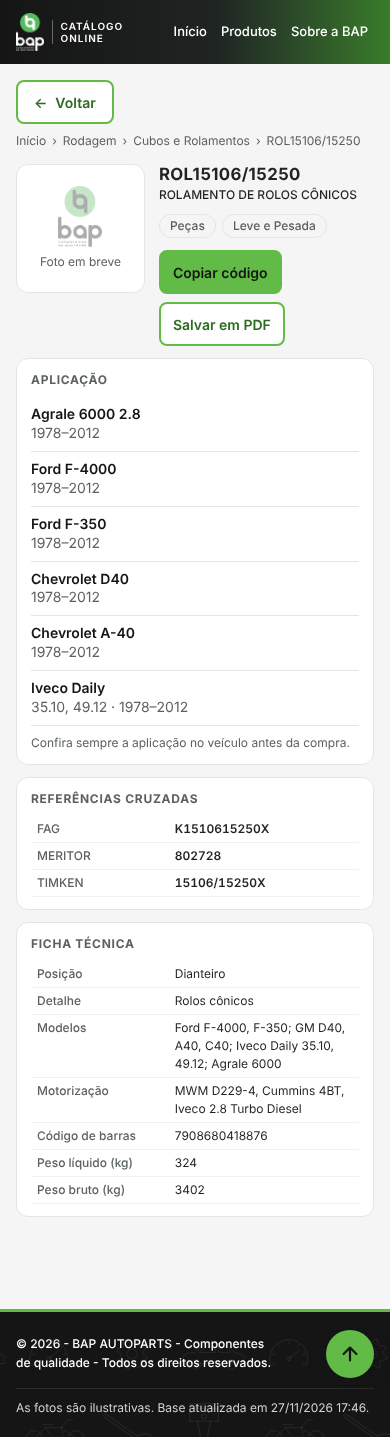 bap
CATÁLOGO
ONLINE
Início Produtos Sobre a BAP
← Voltar
Início › Rodagem › Cubos e Rolamentos › ROL15106/15250
bap
Foto em breve
ROL15106/15250
ROLAMENTO DE ROLOS CÔNICOS
Peças Leve e Pesada
Copiar código
Salvar em PDF
APLICAÇÃO
Agrale 6000 2.8
1978–2012
Ford F-4000
1978–2012
Ford F-350
1978–2012
Chevrolet D40
1978–2012
Chevrolet A-40
1978–2012
Iveco Daily
35.10, 49.12 · 1978–2012
Confira sempre a aplicação no veículo antes da compra.
REFERÊNCIAS CRUZADAS
FAG K1510615250X
MERITOR 802728
TIMKEN 15106/15250X
FICHA TÉCNICA
Posição Dianteiro
Detalhe Rolos cônicos
Modelos Ford F-4000, F-350; GM D40,
A40, C40; Iveco Daily 35.10,
49.12; Agrale 6000
Motorização MWM D229-4, Cummins 4BT,
Iveco 2.8 Turbo Diesel
Código de barras 7908680418876
Peso líquido (kg) 324
Peso bruto (kg) 3402
© 2026 - BAP AUTOPARTS - Componentes
de qualidade - Todos os direitos reservados.
As fotos são ilustrativas. Base atualizada em 27/11/2026 17:46.